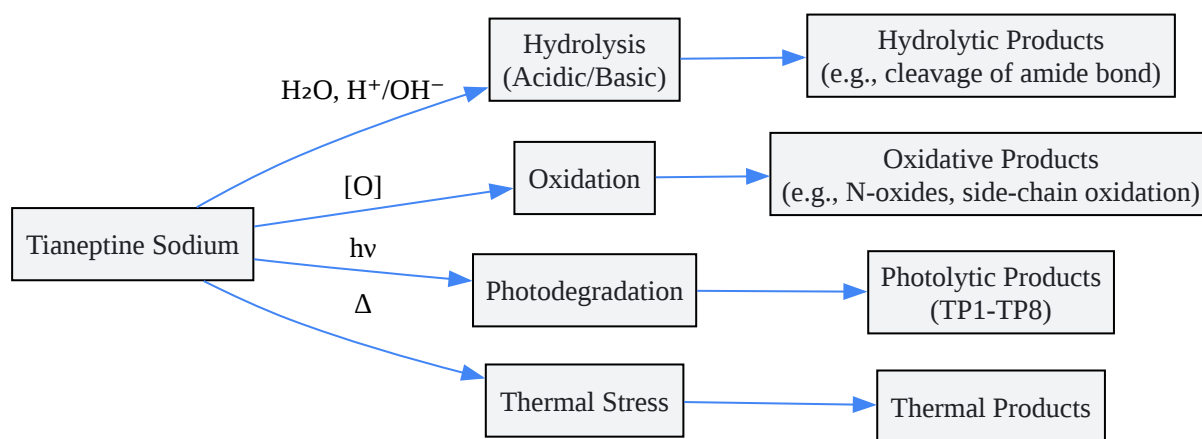 Tianeptine Sodium
H₂O, H⁺/OH⁻
Hydrolysis
(Acidic/Basic)
Hydrolytic Products
(e.g., cleavage of amide bond)
[O]
Oxidation
Oxidative Products
(e.g., N-oxides, side-chain oxidation)
hν
Photodegradation
Photolytic Products
(TP1-TP8)
Δ
Thermal Stress
Thermal Products